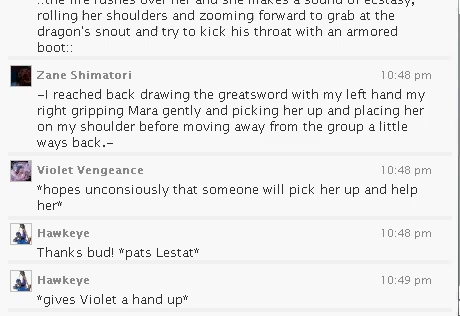 ::the fire rushes over her and she makes a sound of ecstasy,
rolling her shoulders and zooming forward to grab at the
dragon's snout and try to kick his throat with an armored
boot::
Zane Shimatori 10:48 pm
~I reached back drawing the greatsword with my left hand my
right gripping Mara gently and picking her up and placing her
on my shoulder before moving away from the group a little
ways back.~
Violet Vengeance 10:48 pm
*hopes unconsiously that someone will pick her up and help
her*
Hawkeye 10:48 pm
Thanks bud! *pats Lestat*
Hawkeye 10:49 pm
*gives Violet a hand up*